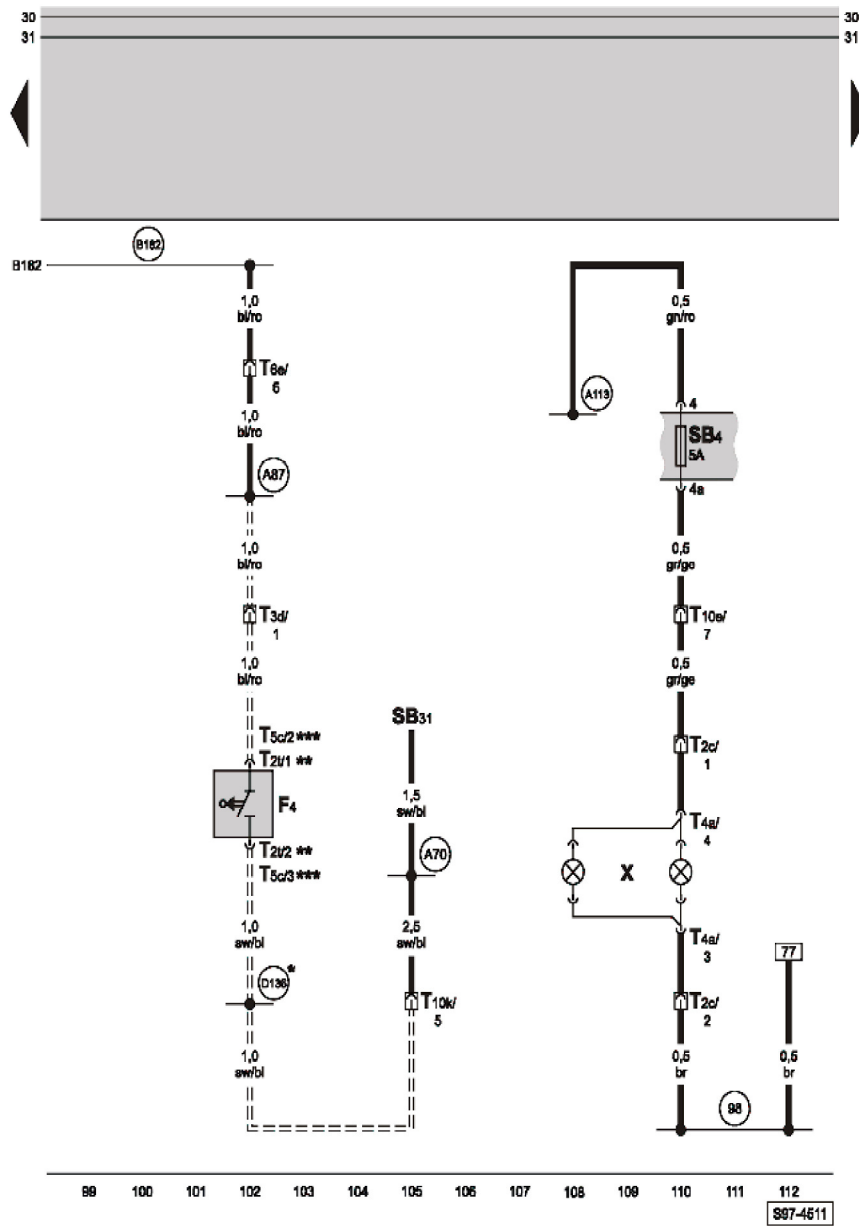 30 30
31 31
B182
B182
1,0
bl/ro
0,5
gn/ro
T6e/
6
A113
1,0
bl/ro
4
SB4
5A
A87
4a
1,0
bl/ro
0,5
gr/ge
T3d/
1
T10e/
7
1,0
bl/ro
0,5
gr/ge
SB31
T5c/2 ***
T2t/1 **
T2c/
1
F4
1,5
sw/bl
T4a/
4
T2t/2 **
T5c/3 ***
A70
X
1,0
sw/bl
2,5
sw/bl
T4a/
3
77
D136 *
T10k/
5
T2c/
2
1,0
sw/bl
0,5
br
0,5
br
98
99 100 101 102 103 104 105 106 107 108 109 110 111 112
S97-4511